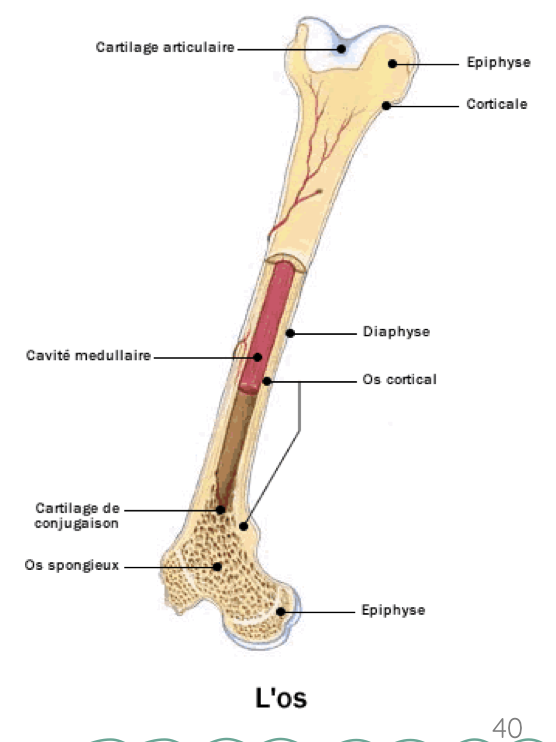 Cartilage articulaire
Epiphyse
Corticale
Diaphyse
Cavité medullaire
Os cortical
Cartilage de
conjugaison
Os spongieux
Epiphyse
L'os
40